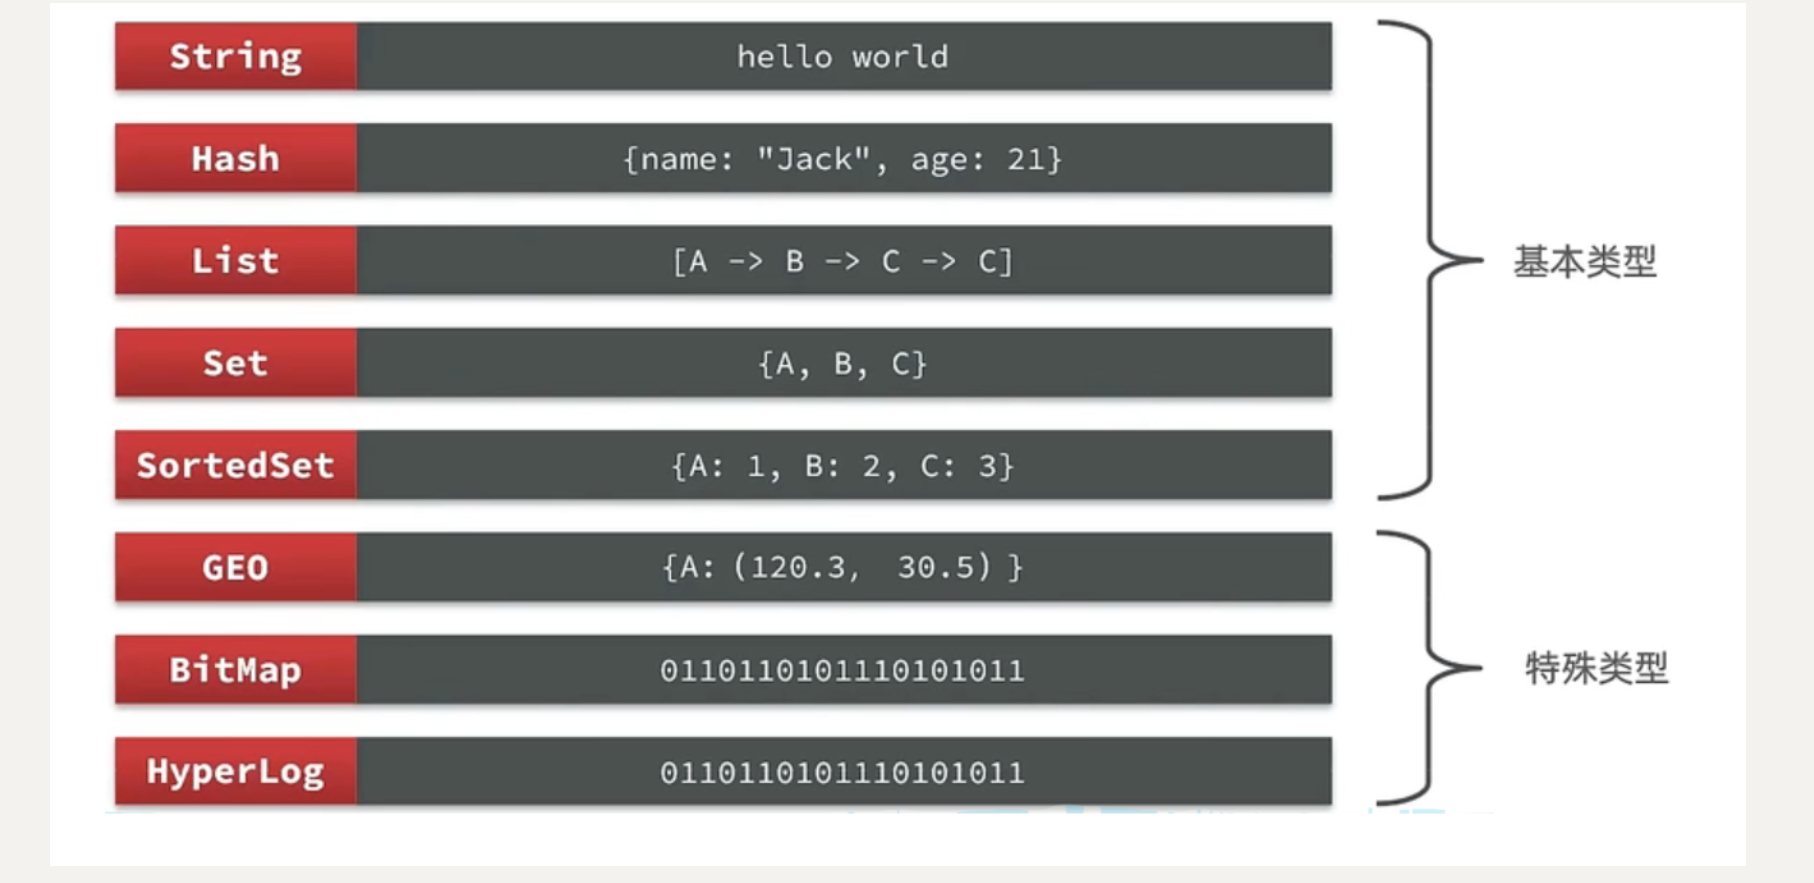 String hello world
Hash {name: "Jack", age: 21}
List [A -> B -> C -> C]
基本类型
Set {A, B, C}
SortedSet {A: 1, B: 2, C: 3}
GEO {A: (120.3, 30.5) }
BitMap 0110110101110101011
特殊类型
HyperLog 0110110101110101011